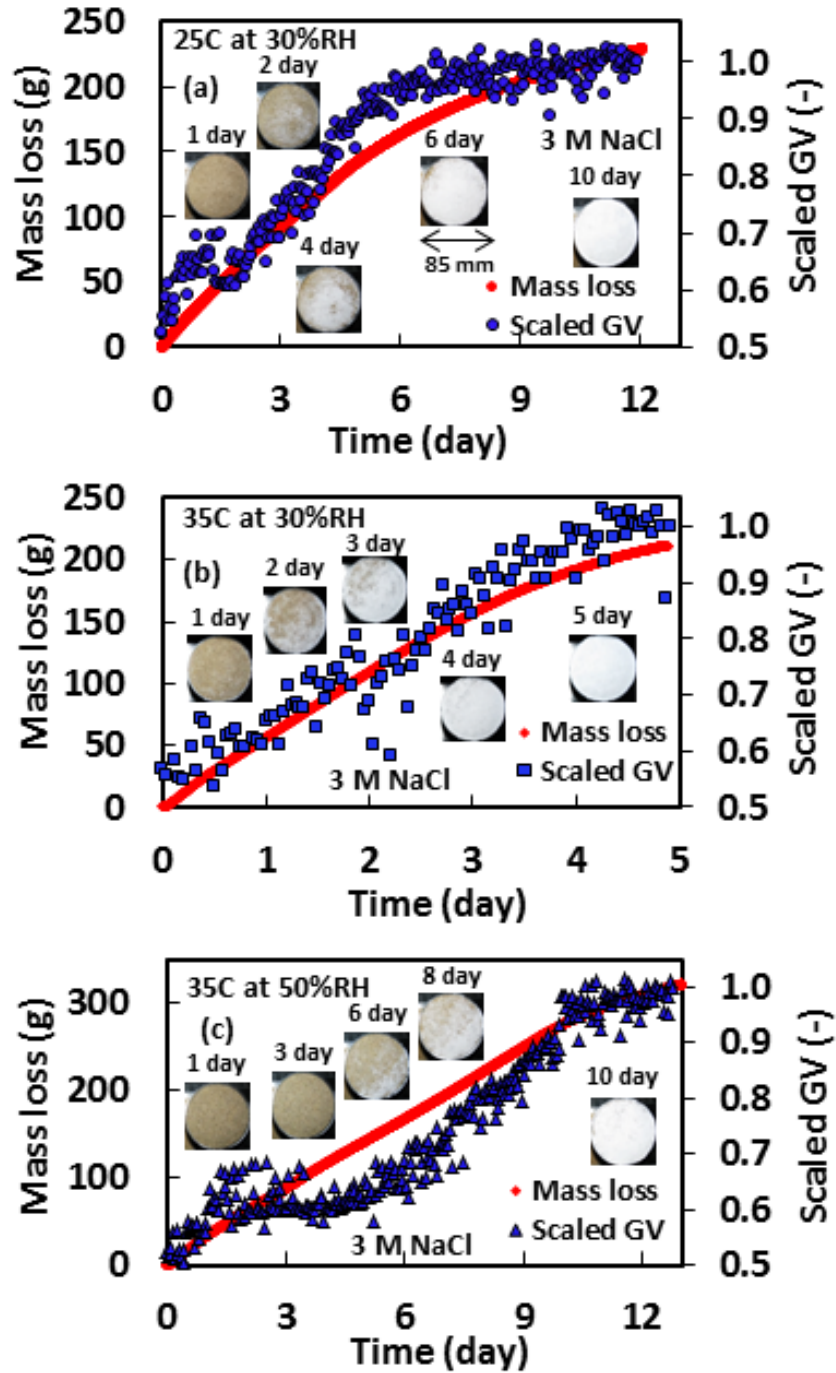 25C at 30%RH
(a)
1 day
2 day
4 day
6 day
10 day
3 M NaCl
85 mm
Mass loss
Scaled GV
Mass loss (g)
250
200
150
100
50
0
Scaled GV (-)
1.0
0.9
0.8
0.7
0.6
0.5
0 3 6 9 12
Time (day)
35C at 30%RH
(b)
1 day
2 day
3 day
4 day
5 day
3 M NaCl
Mass loss
Scaled GV
Mass loss (g)
250
200
150
100
50
0
Scaled GV (-)
1.0
0.9
0.8
0.7
0.6
0.5
0 1 2 3 4 5
Time (day)
35C at 50%RH
(c)
1 day
3 day
6 day
8 day
10 day
3 M NaCl
Mass loss
Scaled GV
Mass loss (g)
300
200
100
0
Scaled GV (-)
1.0
0.9
0.8
0.7
0.6
0.5
0 3 6 9 12
Time (day)